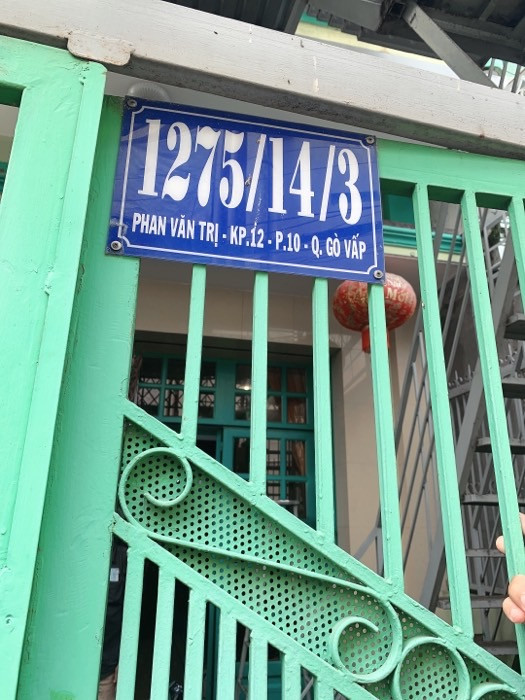 1275/14/3
PHAN VĂN TRỊ - KP.12 - P.10 - Q. GÒ VẤP